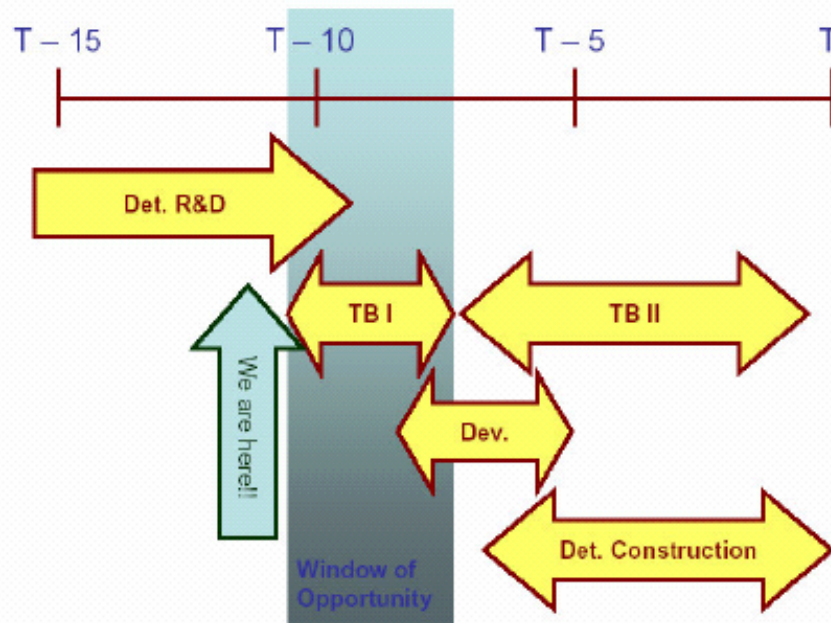 T – 15 T – 10 T – 5 T
Det. R&D
TB I TB II
We are here!!
Dev.
Det. Construction
Window of
Opportunity